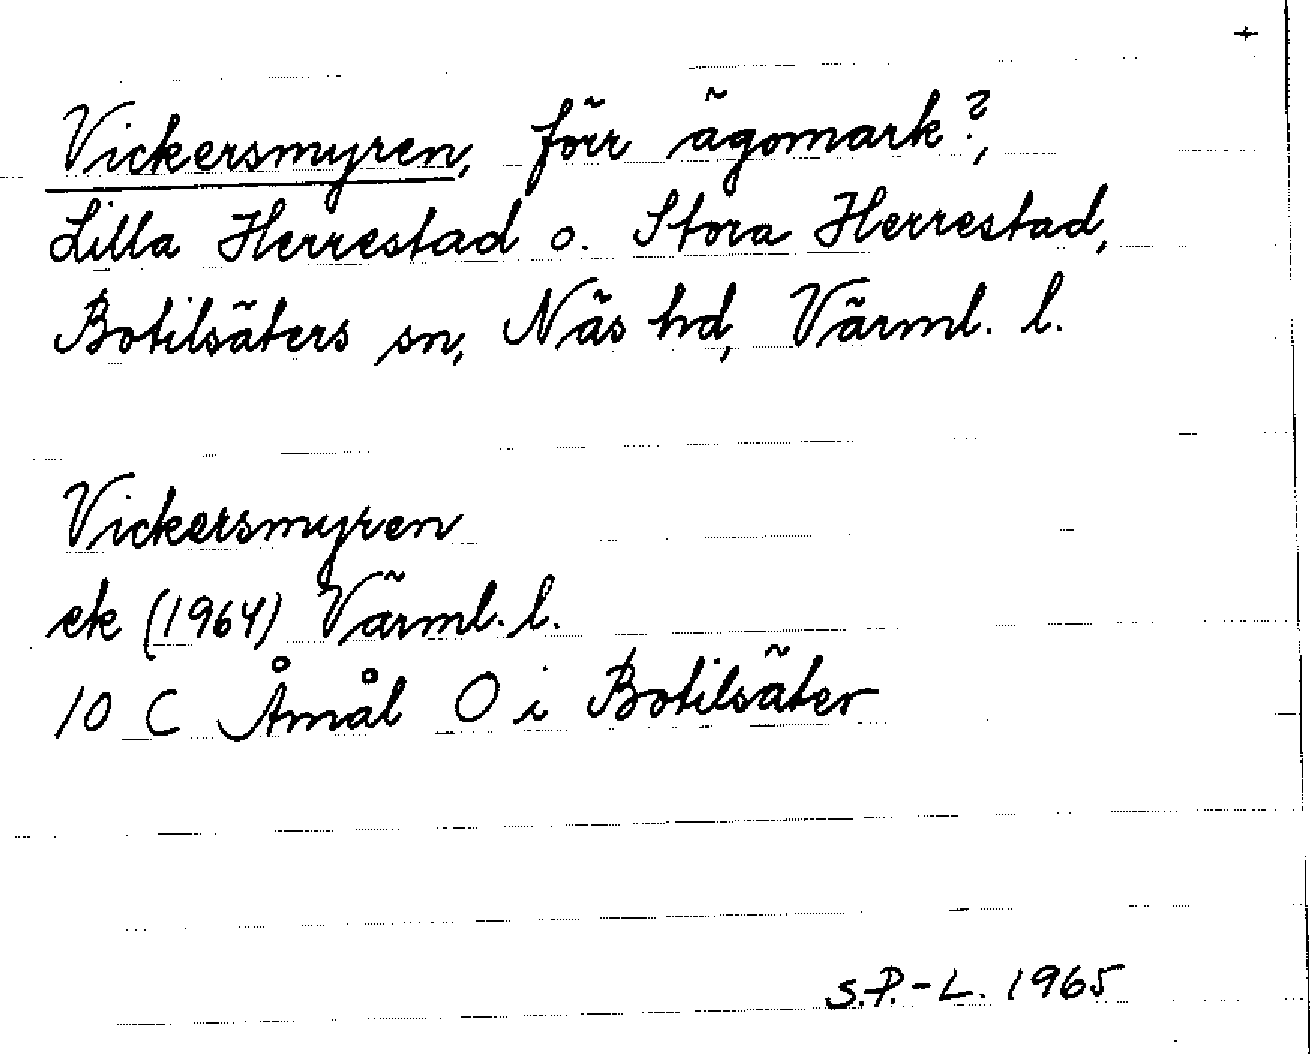 +
Vickersmyren, förr ägomark?,
Lilla Herrestad o. Stora Herrestad,
Botilsäters sn, Näs hd, Värml. l.
Vickersmyren
ek (1964) Värml. l.
10 C Åmål O i Botilsäter
S.P.-L. 1965